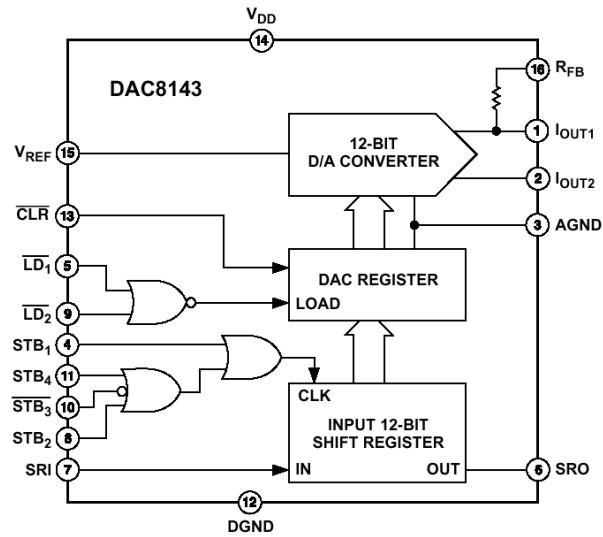 V_DD
14
DAC8143
16 R_FB
12-BIT
D/A CONVERTER
1 I_OUT1
V_REF 15
2 I_OUT2
CLR 13
3 AGND
LD_1 5
DAC REGISTER
LOAD
LD_2 9
STB_1 4
STB_4 11
CLK
STB_3 10
INPUT 12-BIT
SHIFT REGISTER
STB_2 8
SRI 7
IN
OUT
6 SRO
12
DGND